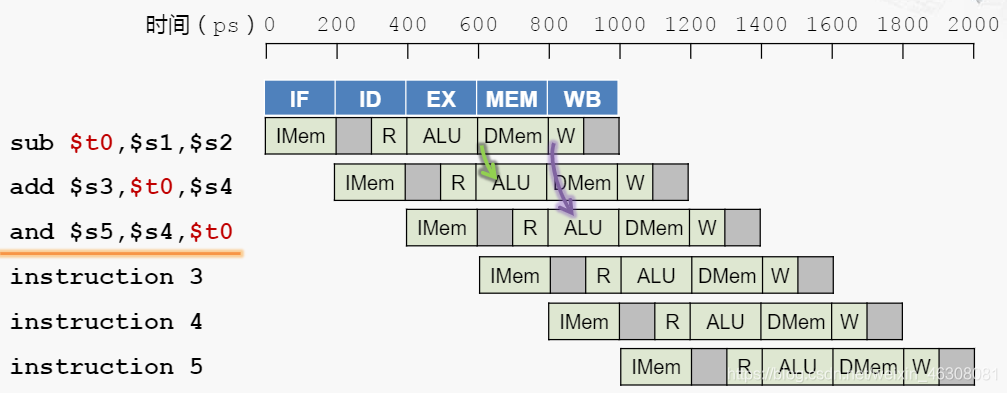 时间（ps） 0 200 400 600 800 1000 1200 1400 1600 1800 2000
IF ID EX MEM WB
sub $t0,$s1,$s2 IMem R ALU DMem W
add $s3,$t0,$s4 IMem R ALU DMem W
and $s5,$s4,$t0 IMem R ALU DMem W
instruction 3 IMem R ALU DMem W
instruction 4 IMem R ALU DMem W
instruction 5 IMem R ALU DMem W
https://blog.csdn.net/weixin_46308081